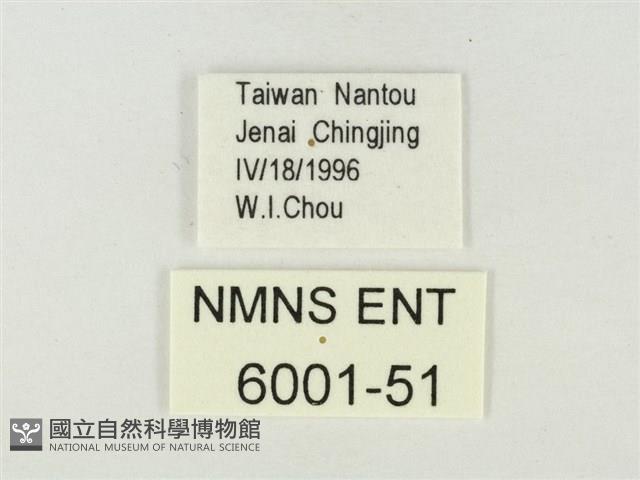 Taiwan Nantou
Jenai Chingjing
IV/18/1996
W.I.Chou
NMNS ENT
6001-51
國立自然科學博物館
NATIONAL MUSEUM OF NATURAL SCIENCE